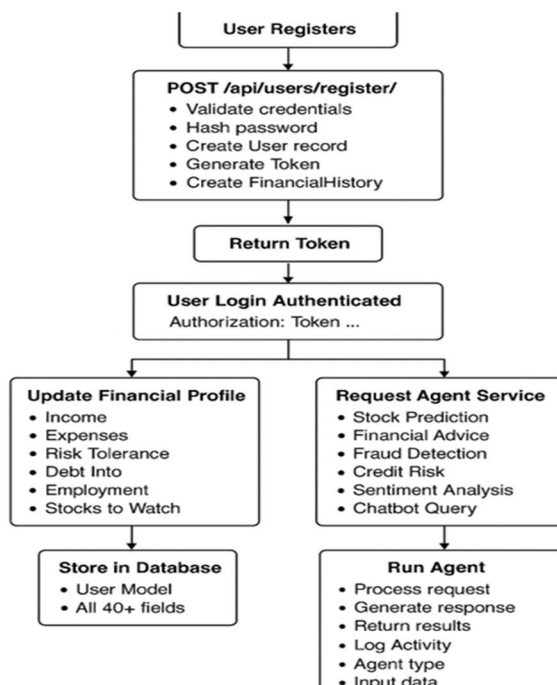 User Registers
POST /api/users/register/
• Validate credentials
• Hash password
• Create User record
• Generate Token
• Create FinancialHistory
Return Token
User Login Authenticated
Authorization: Token ...
Update Financial Profile
• Income
• Expenses
• Risk Tolerance
• Debt Into
• Employment
• Stocks to Watch
Request Agent Service
• Stock Prediction
• Financial Advice
• Fraud Detection
• Credit Risk
• Sentiment Analysis
• Chatbot Query
Store in Database
• User Model
• All 40+ fields
Run Agent
• Process request
• Generate response
• Return results
• Log Activity
• Agent type
• Input data